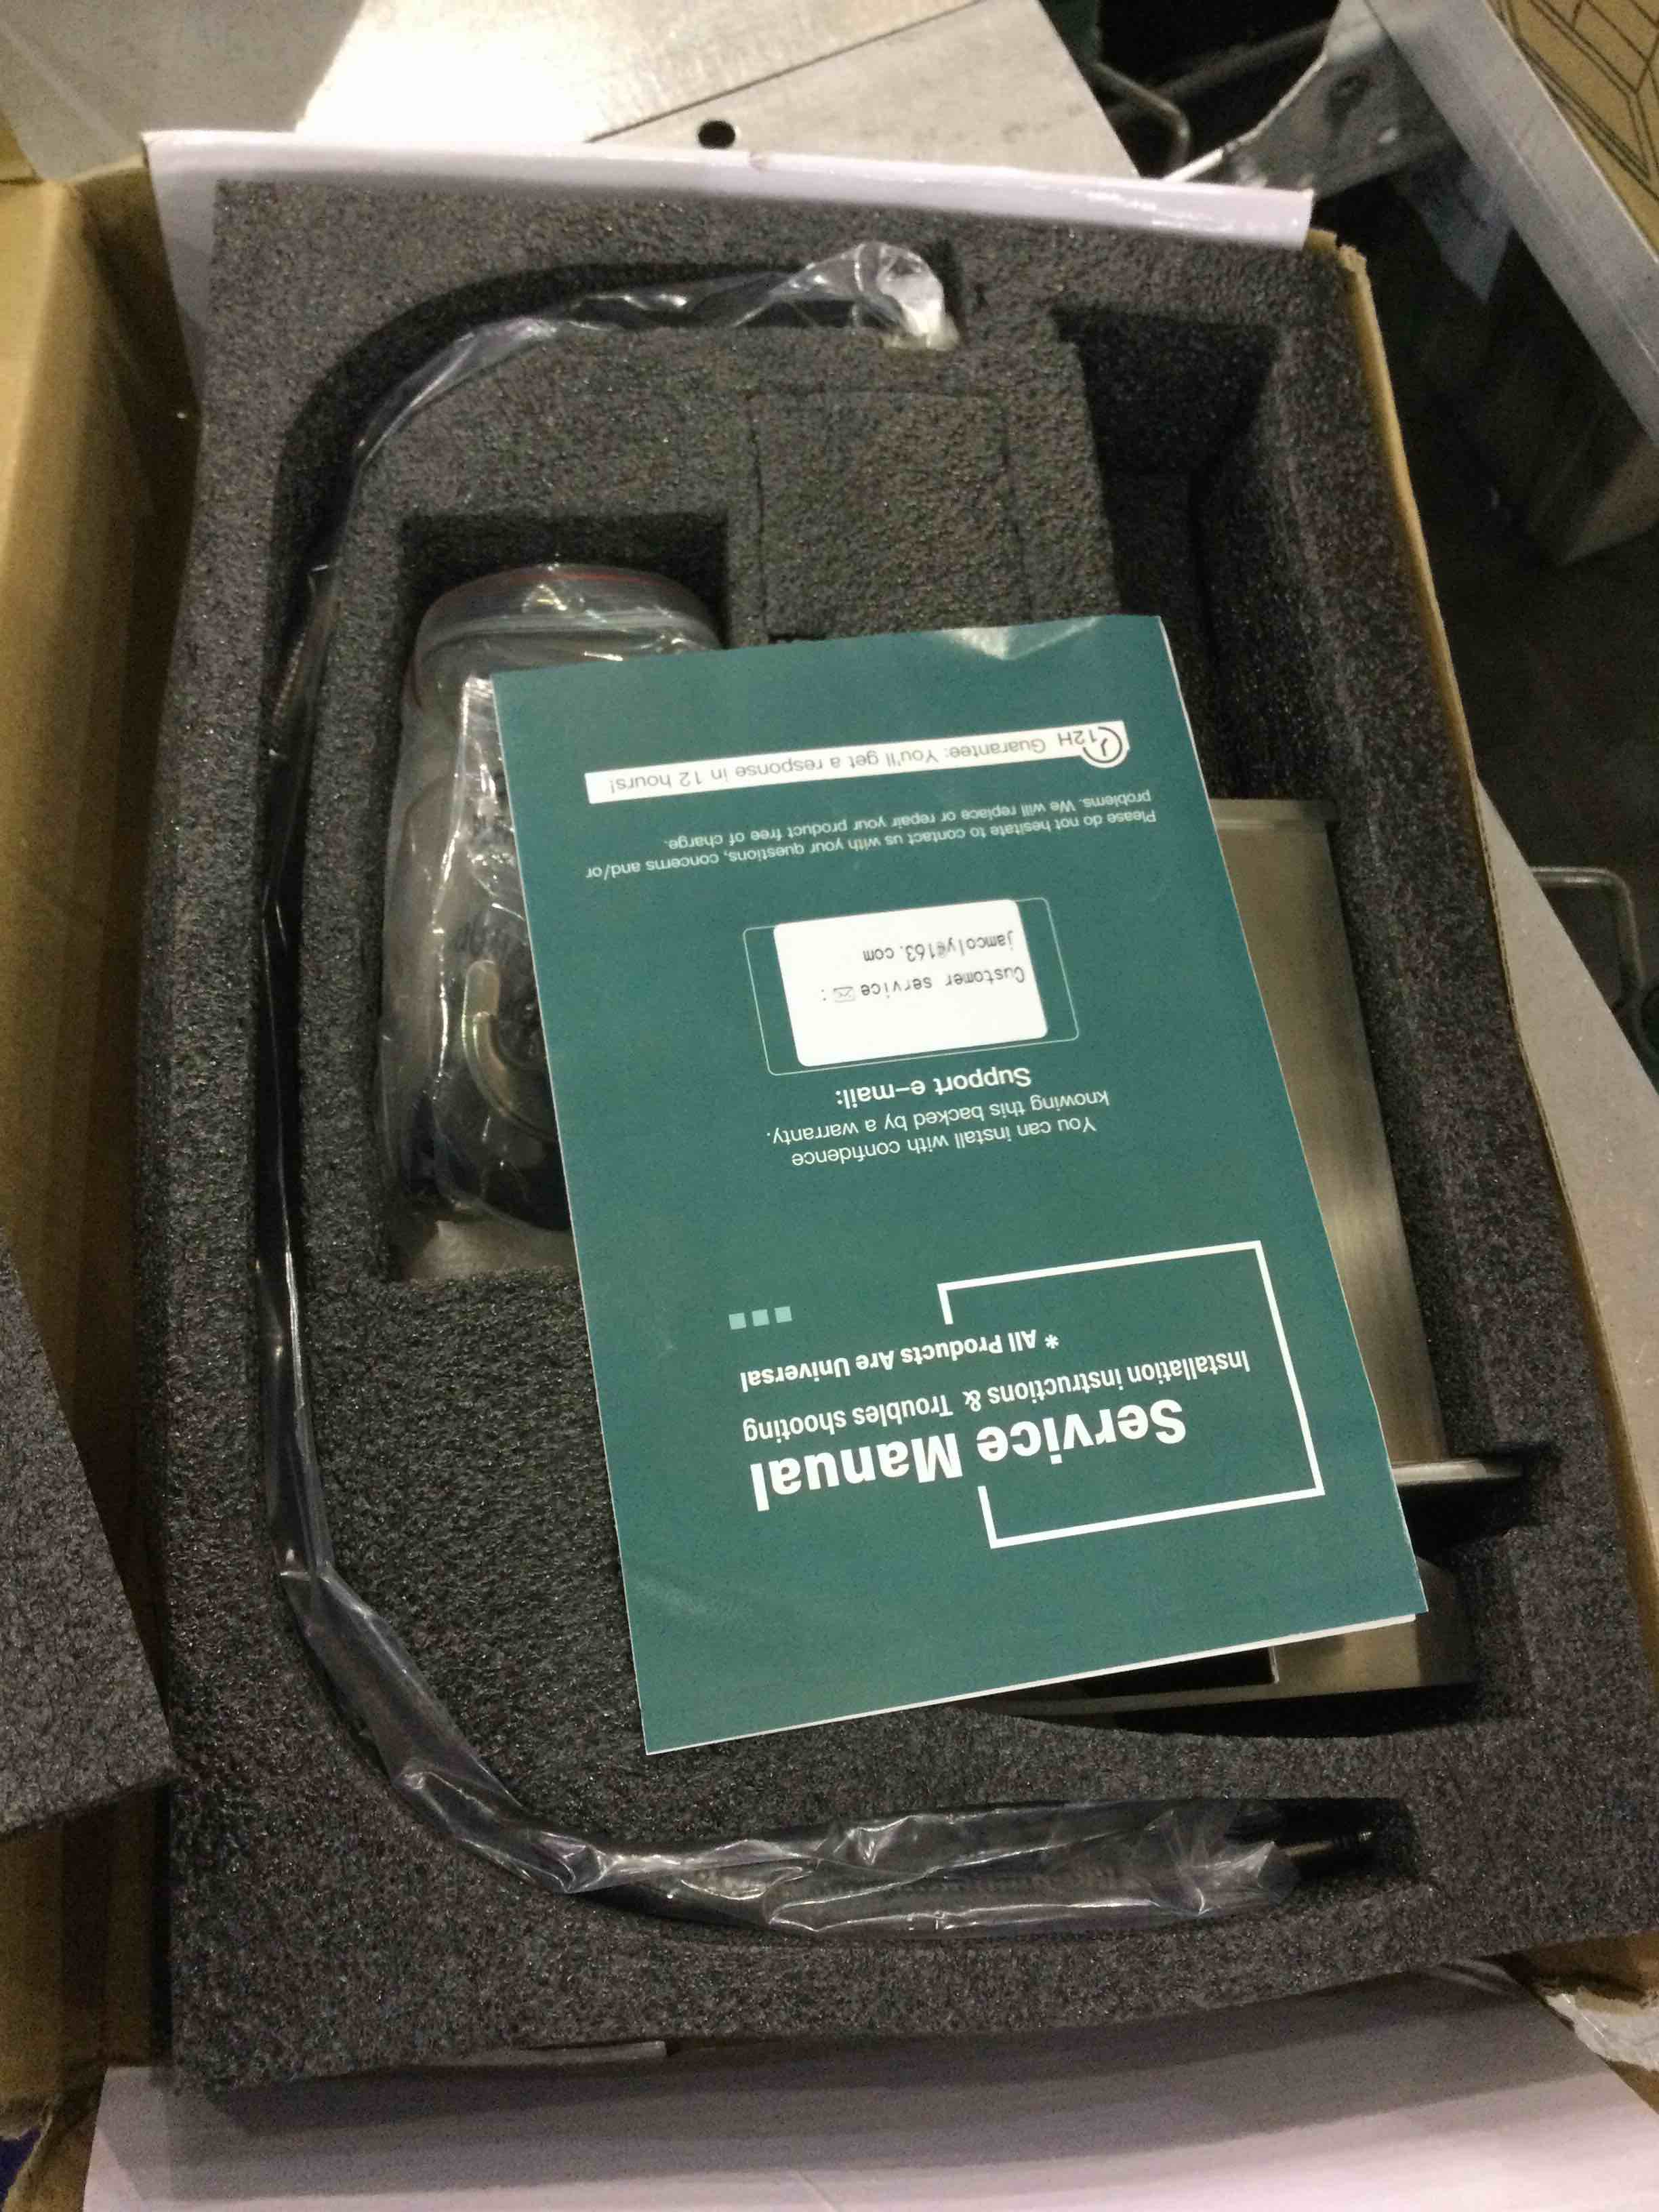 Service Manual
Installation instructions & Troubles shooting
* All Products Are Universal
You can install with confidence
knowing this backed by a warranty.
Support e-mail:
Customer service ✉ :
jamcoly@163.com
Please do not hesitate to contact us with your questions, concerns and/or
problems. We will replace or repair your product free of charge.
12H Guarantee: You'll get a response in 12 hours!